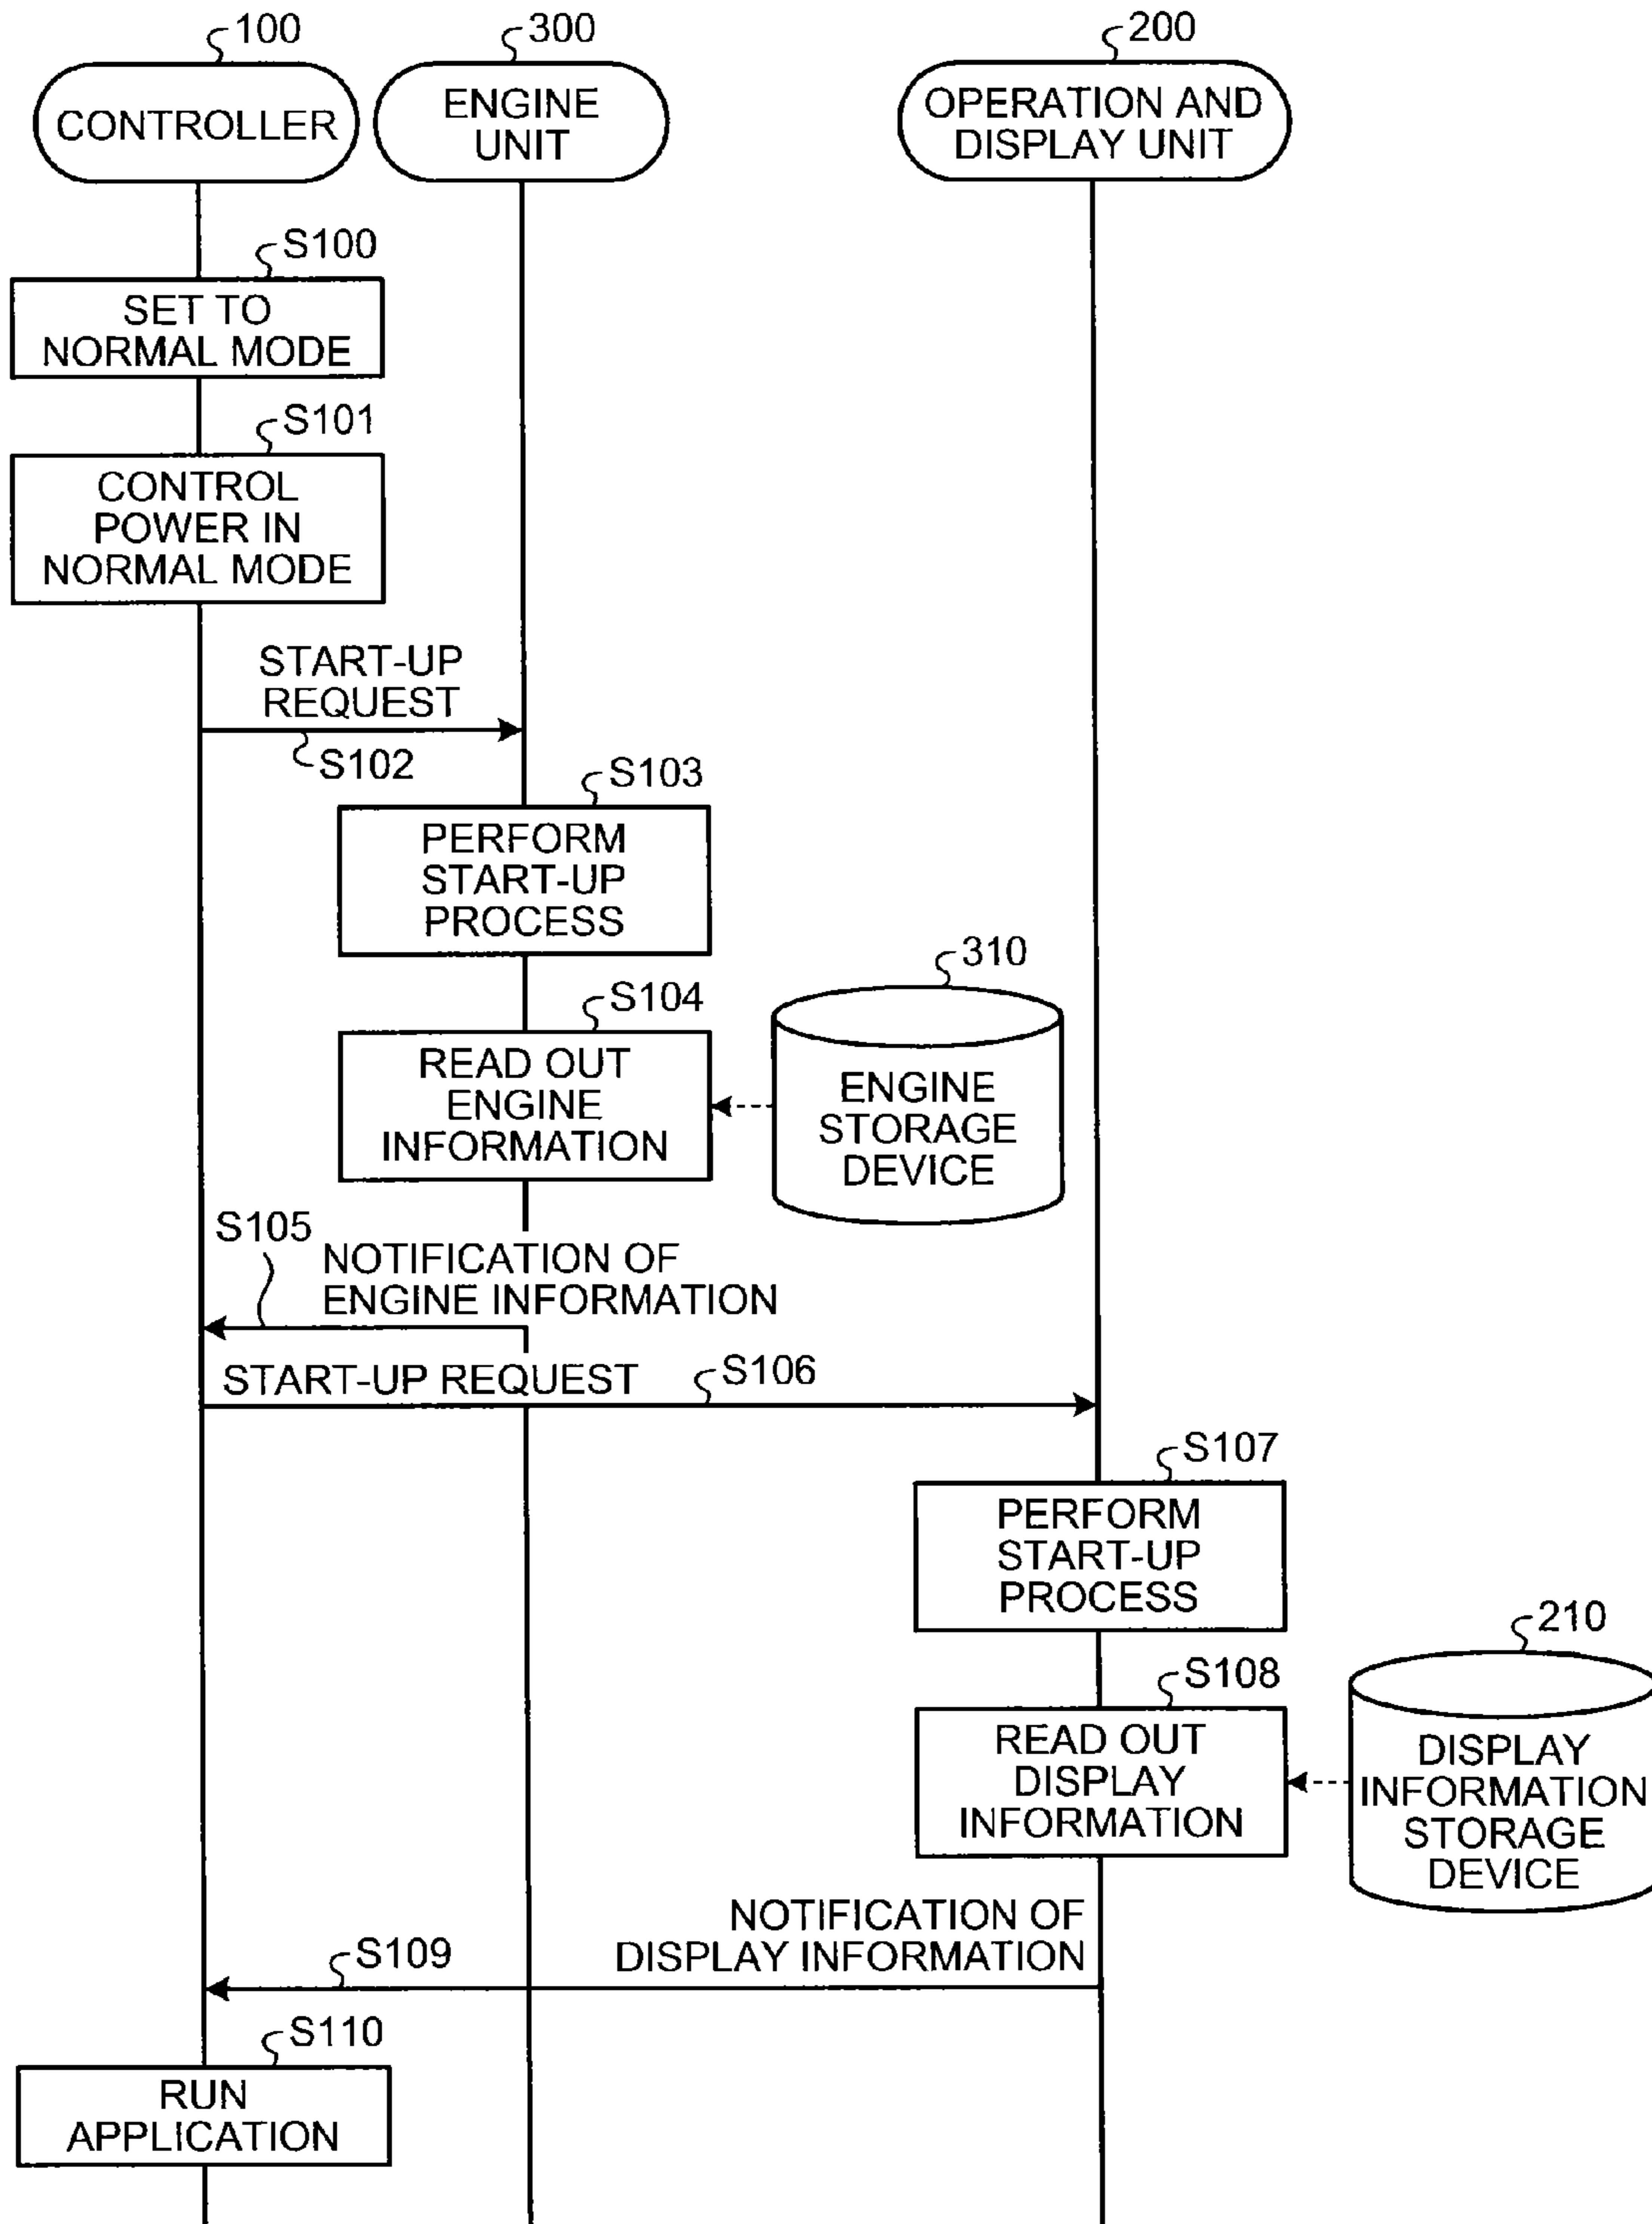 100
300
200
CONTROLLER
ENGINE
UNIT
OPERATION AND
DISPLAY UNIT
S100
SET TO
NORMAL MODE
S101
CONTROL
POWER IN
NORMAL MODE
START-UP
REQUEST
S102
S103
PERFORM
START-UP
PROCESS
310
S104
READ OUT
ENGINE
INFORMATION
ENGINE
STORAGE
DEVICE
S105
NOTIFICATION OF
ENGINE INFORMATION
START-UP REQUEST
S106
S107
PERFORM
START-UP
PROCESS
210
S108
READ OUT
DISPLAY
INFORMATION
DISPLAY
INFORMATION
STORAGE
DEVICE
NOTIFICATION OF
DISPLAY INFORMATION
S109
S110
RUN
APPLICATION